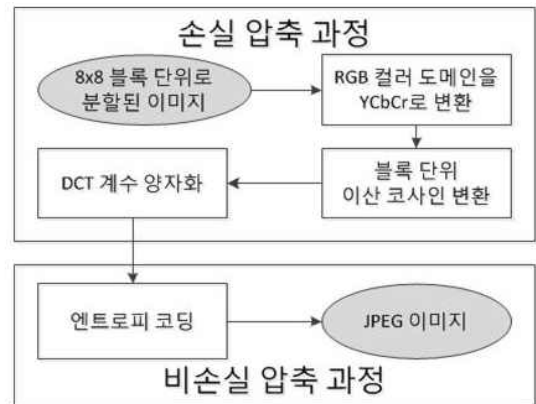 손실 압축 과정
8x8 블록 단위로
분할된 이미지
RGB 컬러 도메인을
YCbCr로 변환
블록 단위
이산 코사인 변환
DCT 계수 양자화
엔트로피 코딩
JPEG 이미지
비손실 압축 과정